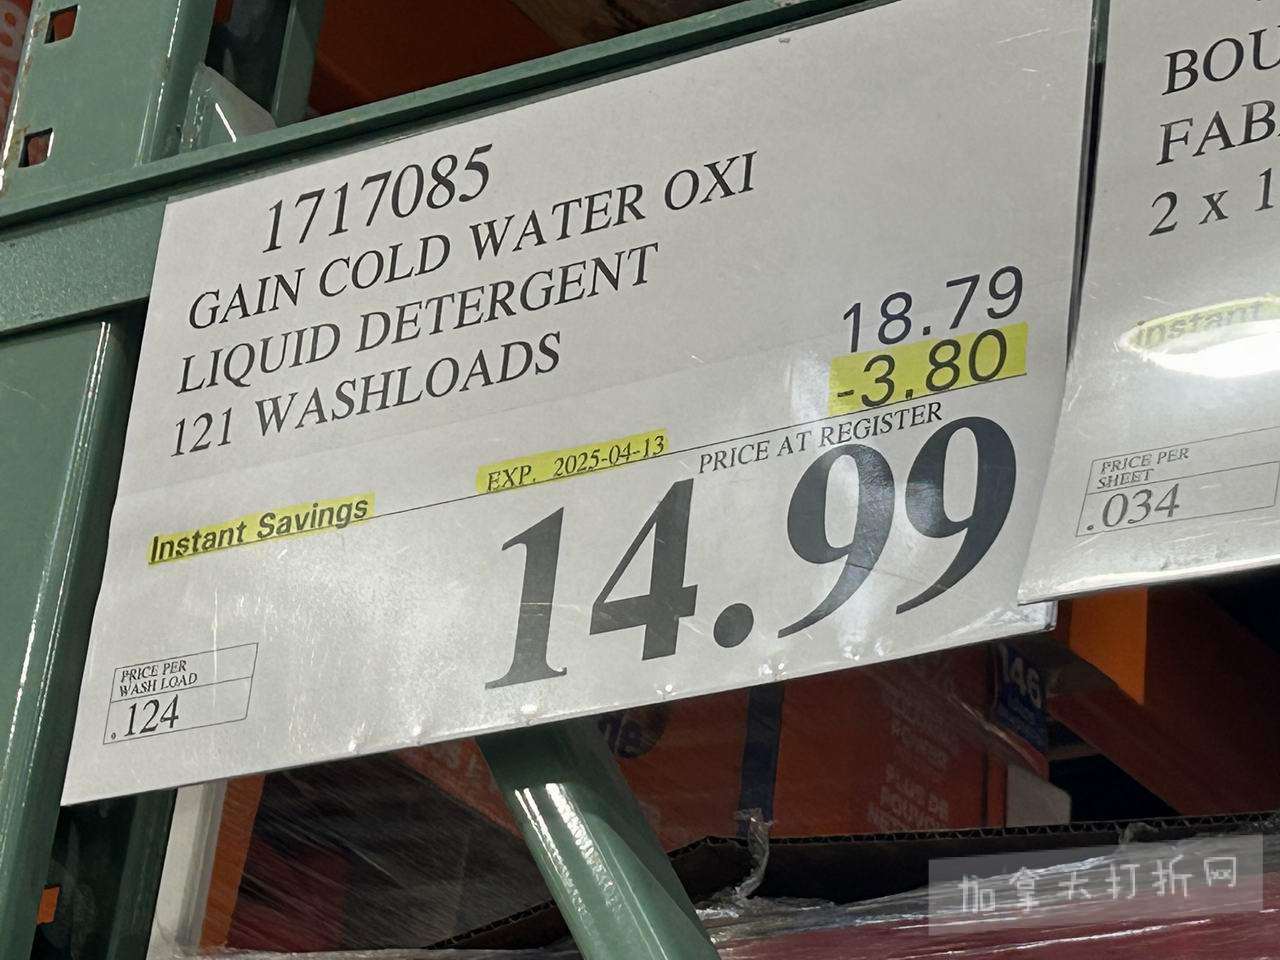 1717085
GAIN COLD WATER OXI
LIQUID DETERGENT
121 WASHLOADS
18.79
-3.80
EXP. 2025-04-13
PRICE AT REGISTER
Instant Savings
14.99
PRICE PER
WASH LOAD
.124
BOU
FAB
2 x 1
Instant
PRICE PER
SHEET
.034
146
加拿大打折网